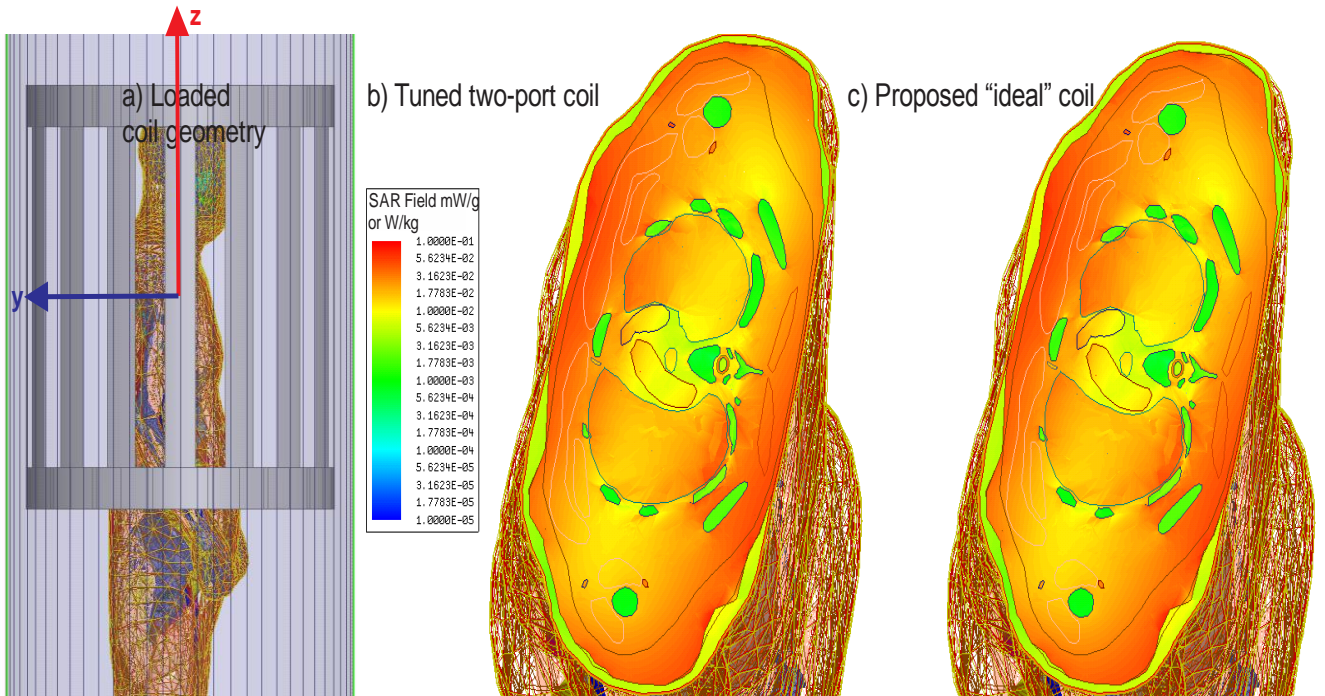 z
a) Loaded
coil geometry
b) Tuned two-port coil
c) Proposed “ideal” coil
y
SAR Field mW/g
or W/kg
1.0000E-01
5.6234E-02
3.1623E-02
1.7783E-02
1.0000E-02
5.6234E-03
3.1623E-03
1.7783E-03
1.0000E-03
5.6234E-04
3.1623E-04
1.7783E-04
1.0000E-04
5.6234E-05
3.1623E-05
1.7783E-05
1.0000E-05